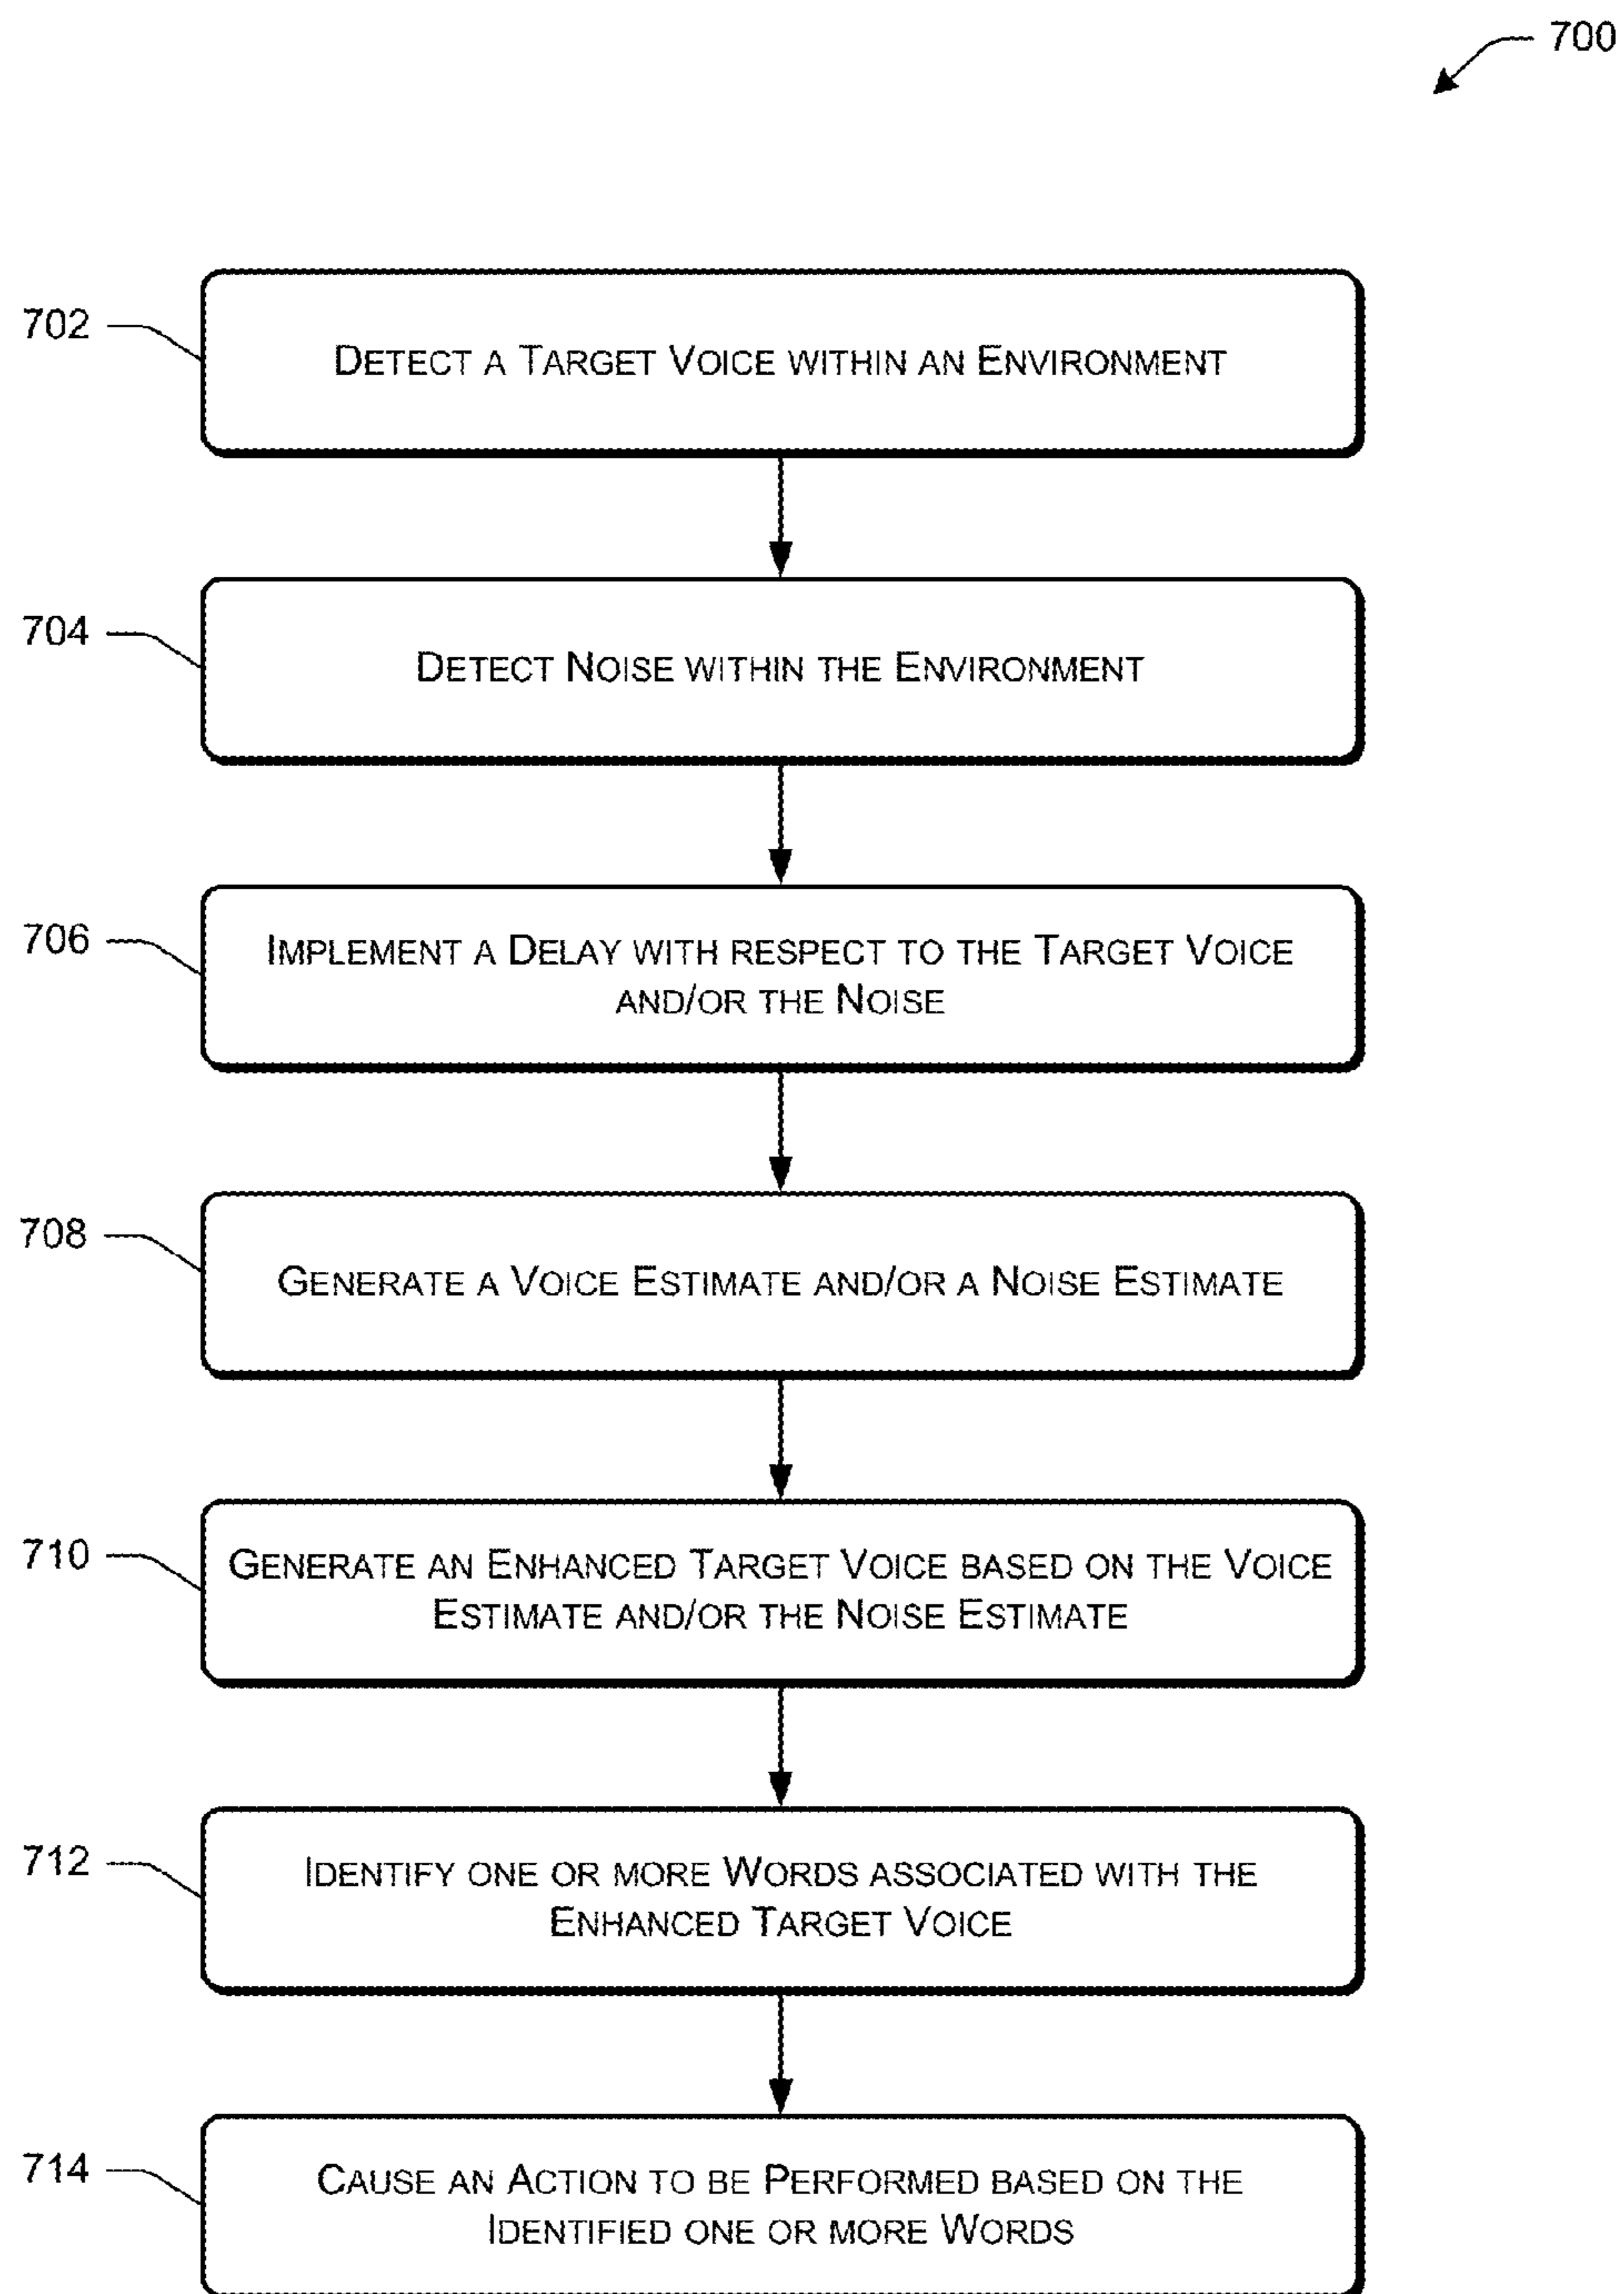 700
702
DETECT A TARGET VOICE WITHIN AN ENVIRONMENT
704
DETECT NOISE WITHIN THE ENVIRONMENT
706
IMPLEMENT A DELAY WITH RESPECT TO THE TARGET VOICE
AND/OR THE NOISE
708
GENERATE A VOICE ESTIMATE AND/OR A NOISE ESTIMATE
710
GENERATE AN ENHANCED TARGET VOICE BASED ON THE VOICE
ESTIMATE AND/OR THE NOISE ESTIMATE
712
IDENTIFY ONE OR MORE WORDS ASSOCIATED WITH THE
ENHANCED TARGET VOICE
714
CAUSE AN ACTION TO BE PERFORMED BASED ON THE
IDENTIFIED ONE OR MORE WORDS